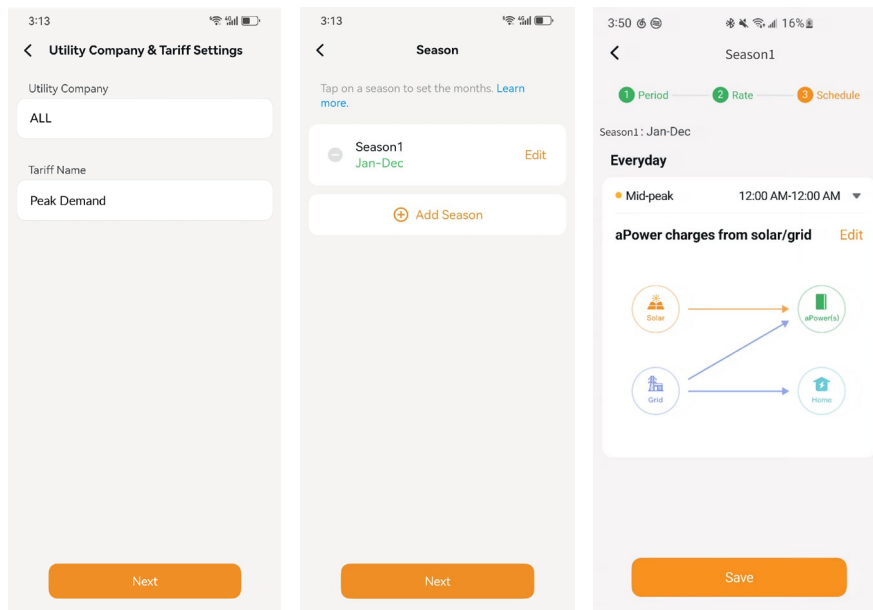 3:13
Utility Company & Tariff Settings
Utility Company
ALL
Tariff Name
Peak Demand
Next
3:13
Season
Tap on a season to set the months. Learn
more.
Season1
Jan-Dec
Edit
Add Season
Next
3:50
16%
Season1
1 Period
2 Rate
3 Schedule
Season1: Jan-Dec
Everyday
Mid-peak
12:00 AM-12:00 AM
aPower charges from solar/grid
Edit
Solar
aPower(s)
Grid
Home
Save